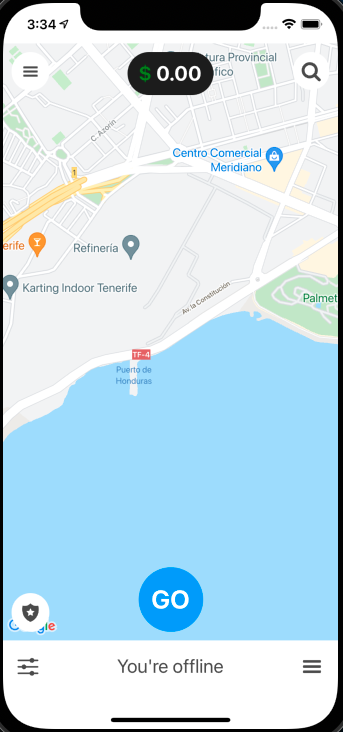 3:34
$ 0.00
tura Provincial
fico
C. Azorín
1
Centro Comercial
Meridiano
erife
Refinería
Karting Indoor Tenerife
Av. la Constitución
Palmet
TF-4
Puerto de
Honduras
GO
Google
You're offline